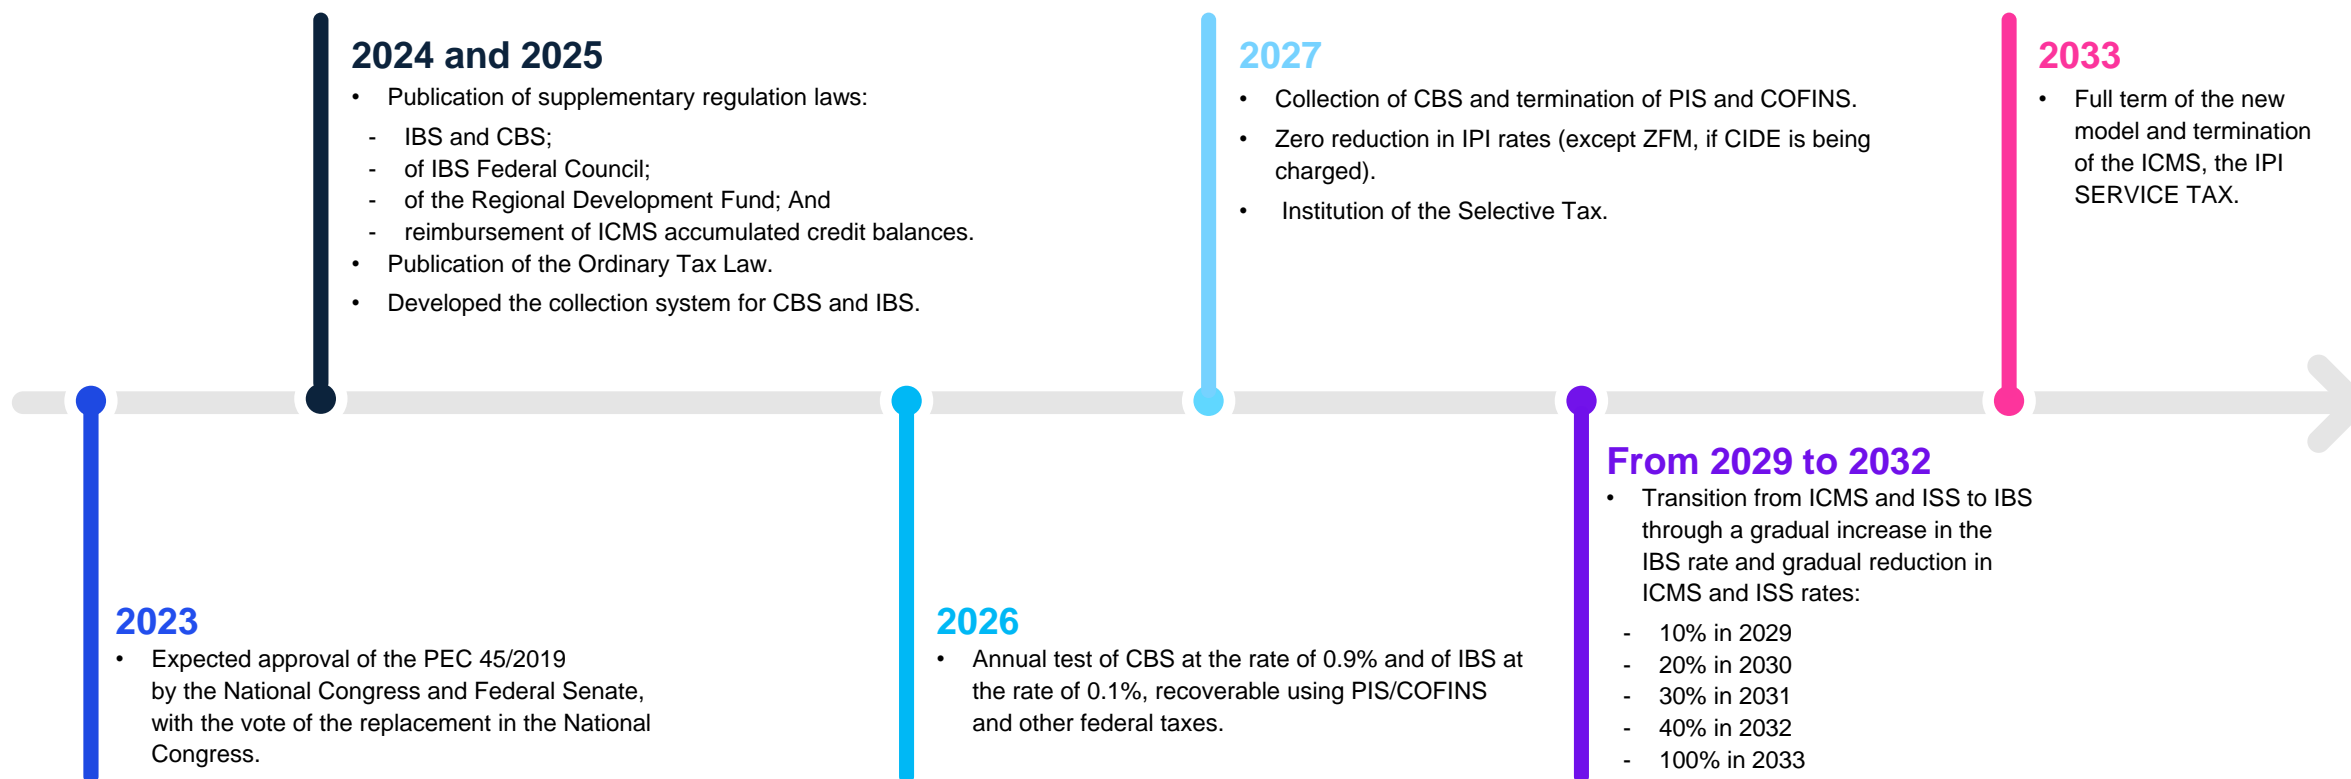 2024 and 2025
• Publication of supplementary regulation laws:
- IBS and CBS;
- of IBS Federal Council;
- of the Regional Development Fund; And
- reimbursement of ICMS accumulated credit balances.
• Publication of the Ordinary Tax Law.
• Developed the collection system for CBS and IBS.
2027
• Collection of CBS and termination of PIS and COFINS.
• Zero reduction in IPI rates (except ZFM, if CIDE is being
charged).
• Institution of the Selective Tax.
2033
• Full term of the new
model and termination
of the ICMS, the IPI
SERVICE TAX.
2023
• Expected approval of the PEC 45/2019
by the National Congress and Federal Senate,
with the vote of the replacement in the National
Congress.
2026
• Annual test of CBS at the rate of 0.9% and of IBS at
the rate of 0.1%, recoverable using PIS/COFINS
and other federal taxes.
From 2029 to 2032
• Transition from ICMS and ISS to IBS
through a gradual increase in the
IBS rate and gradual reduction in
ICMS and ISS rates:
- 10% in 2029
- 20% in 2030
- 30% in 2031
- 40% in 2032
- 100% in 2033